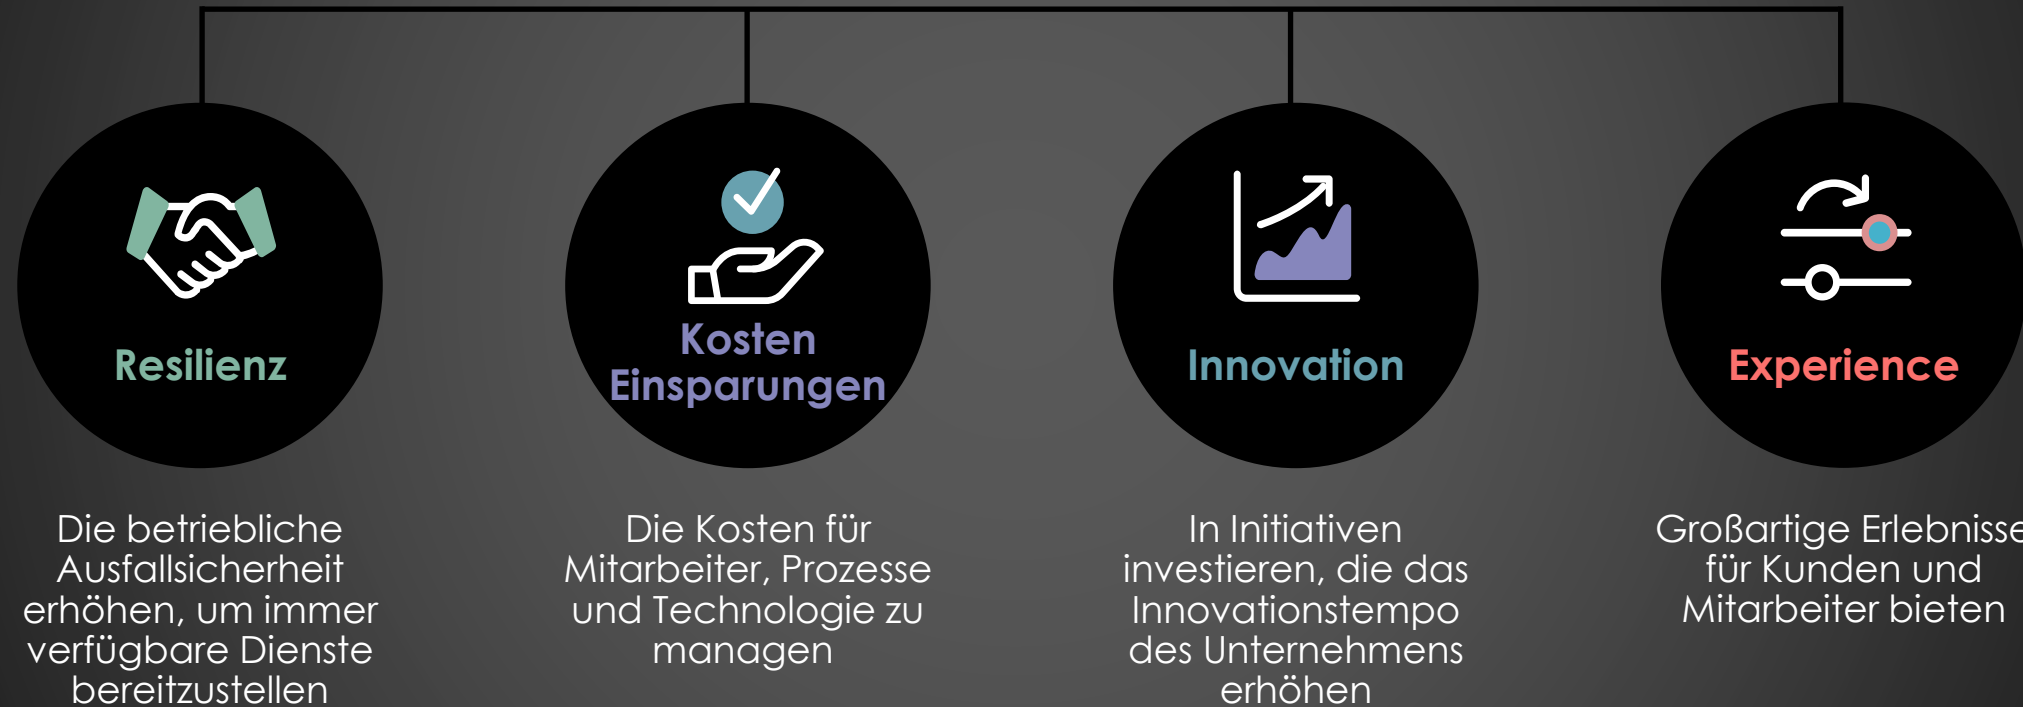 Resilienz
Die betriebliche
Ausfallsicherheit
erhöhen, um immer
verfügbare Dienste
bereitzustellen
Kosten
Einsparungen
Die Kosten für
Mitarbeiter, Prozesse
und Technologie zu
managen
Innovation
In Initiativen
investieren, die das
Innovationstempo
des Unternehmens
erhöhen
Experience
Großartige Erlebnisse
für Kunden und
Mitarbeiter bieten